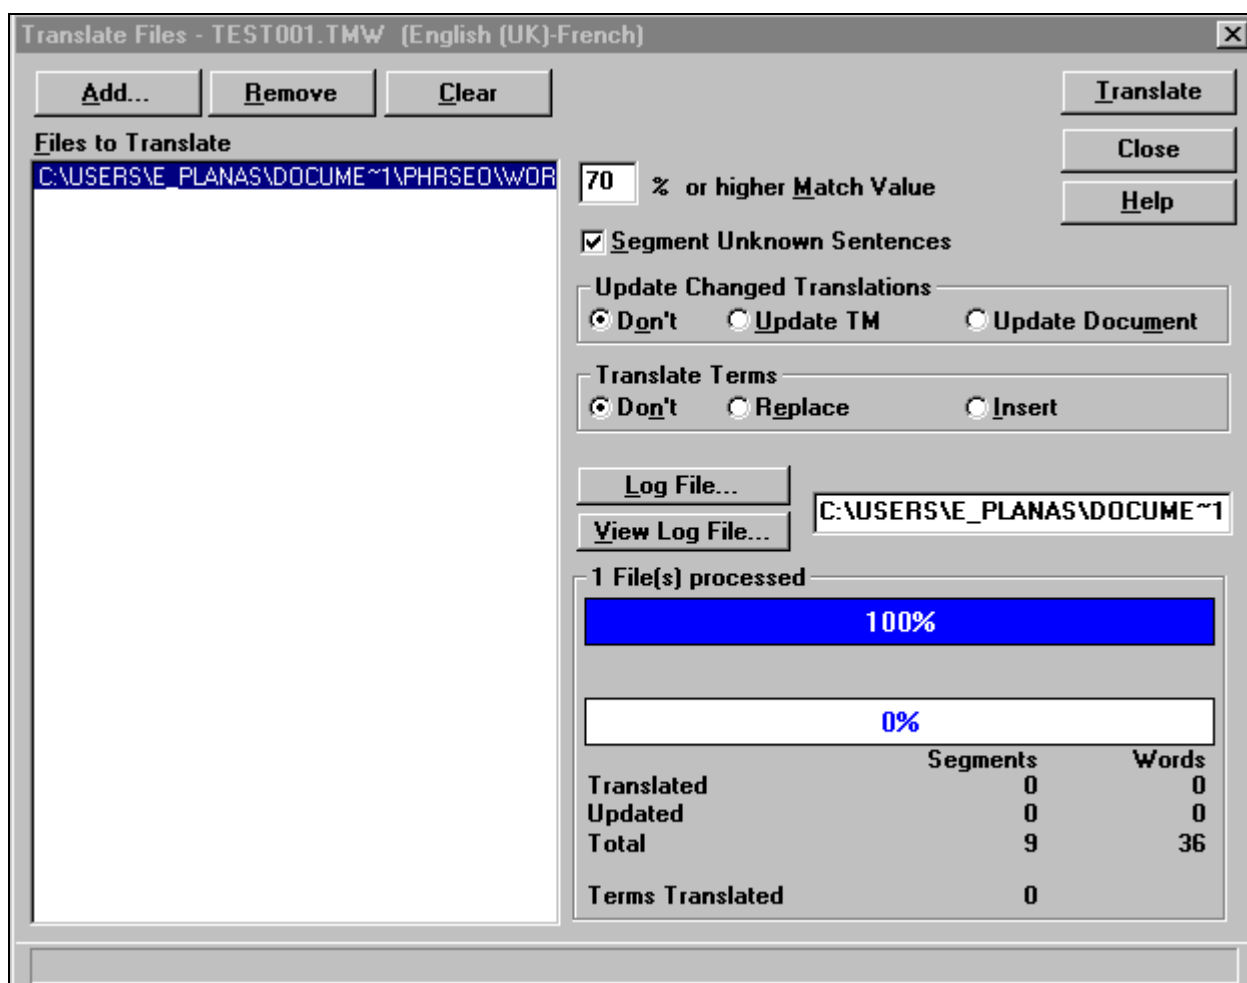 Translate Files - TEST001.TMW (English (UK)-French)
Add... Remove Clear Translate
Files to Translate Close
C:\USERS\E_PLANAS\DOCUME~1\PHRSEO\WOR
70 % or higher Match Value Help
Segment Unknown Sentences
Update Changed Translations
Don't Update TM Update Document
Translate Terms
Don't Replace Insert
Log File...
C:\USERS\E_PLANAS\DOCUME~1
View Log File...
1 File(s) processed
100%
0%
Segments Words
Translated 0 0
Updated 0 0
Total 9 36
Terms Translated 0